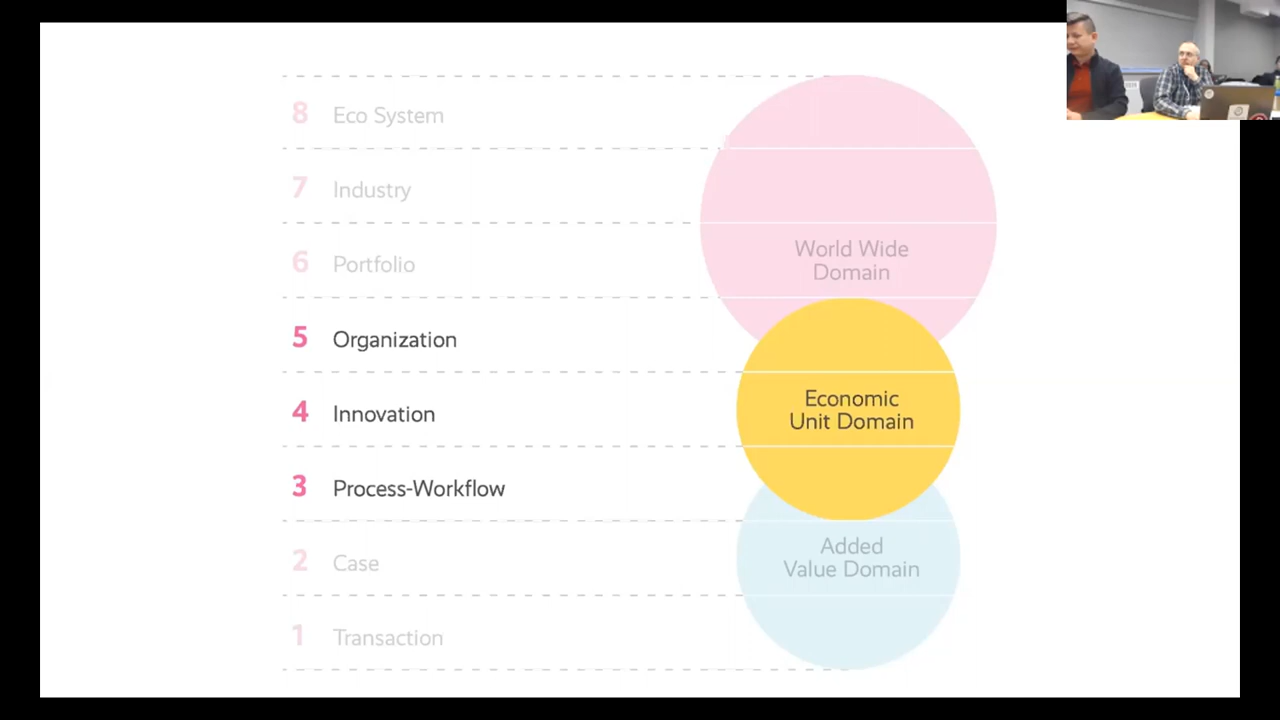 8 Eco System
7 Industry
6 Portfolio
5 Organization
4 Innovation
3 Process-Workflow
2 Case
1 Transaction
World Wide
Domain
Economic
Unit Domain
Added
Value Domain